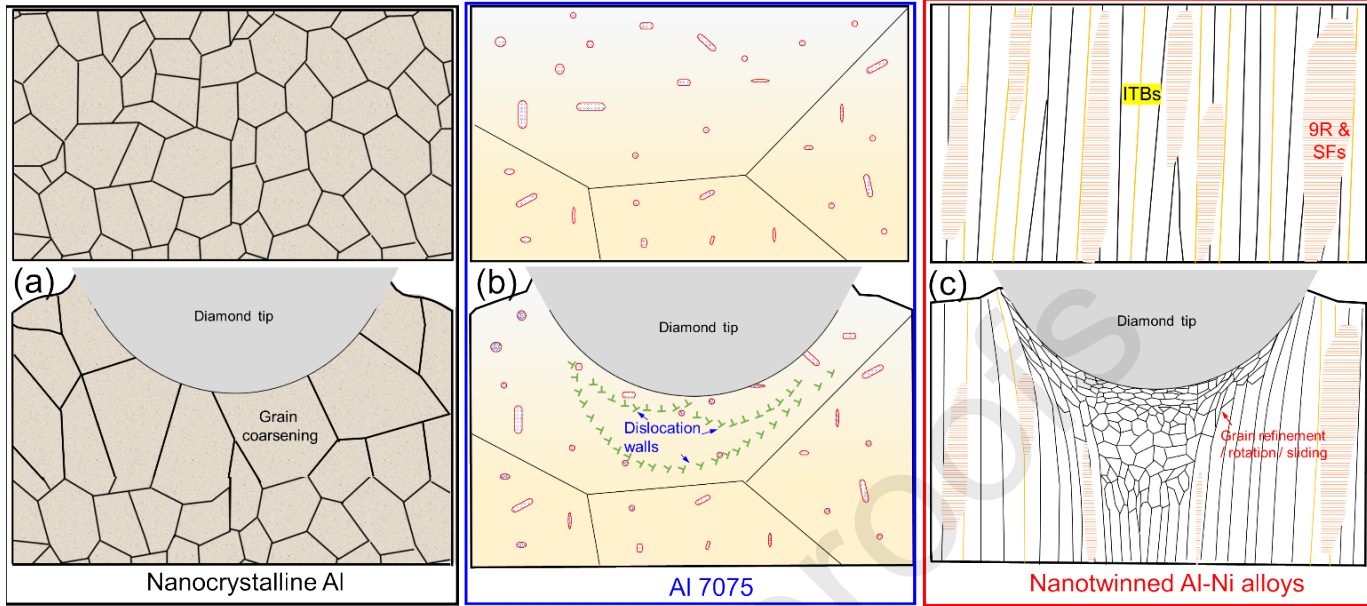 (a)
Diamond tip
Grain
coarsening
Nanocrystalline Al
(b)
Diamond tip
Dislocation
walls
Al 7075
ITBs
9R &
SFs
(c)
Diamond tip
Grain refinement
/ rotation / sliding
Nanotwinned Al-Ni alloys
proofs